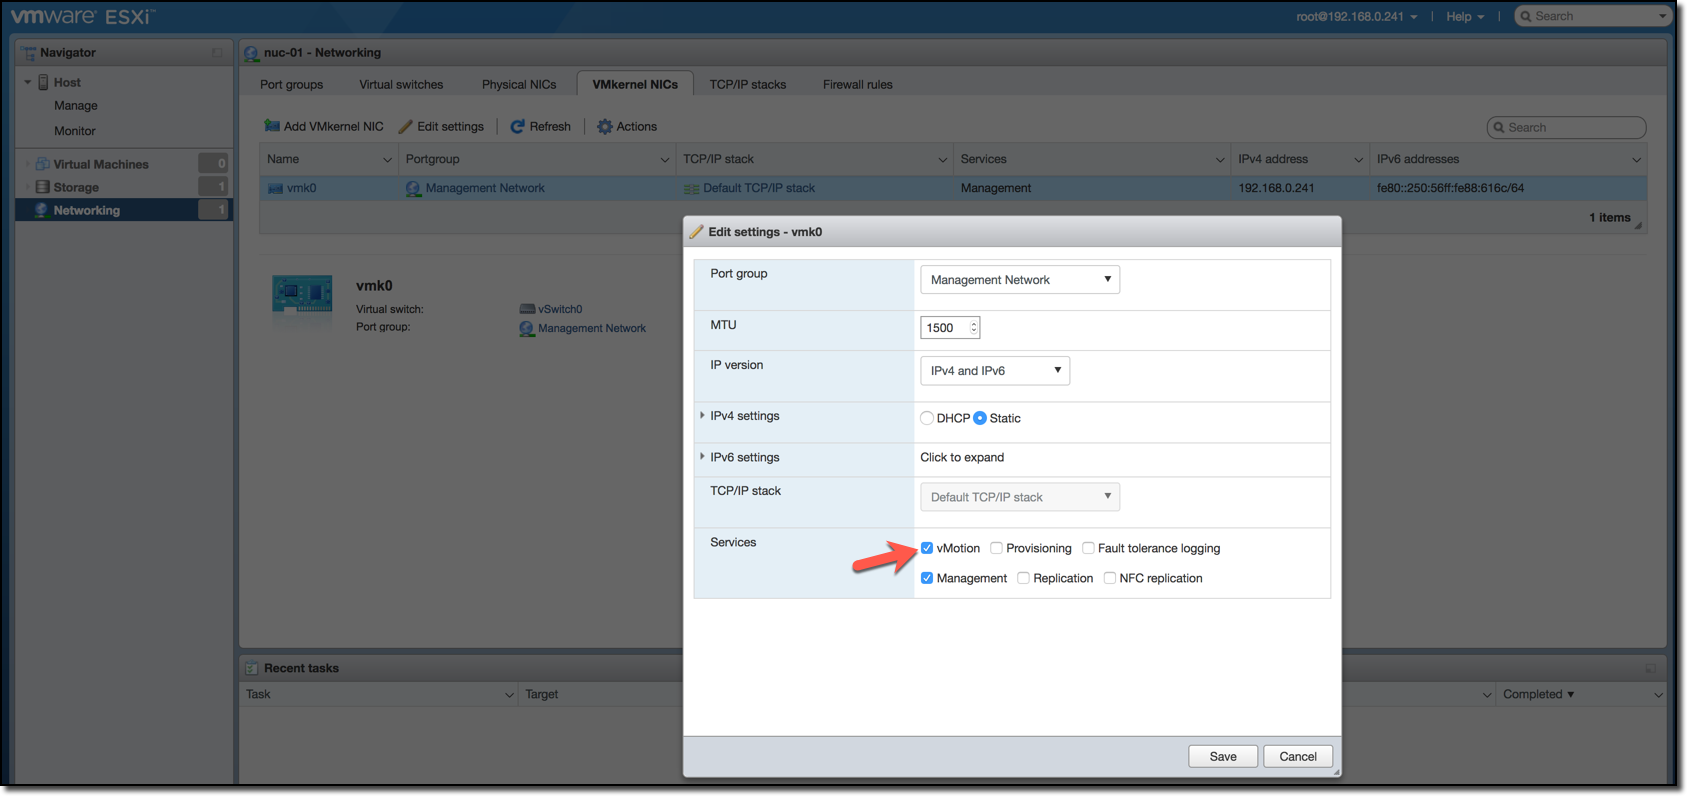 vmware ESXi™
root@192.168.0.241 | Help | Search
Navigator
Host
Manage
Monitor
Virtual Machines 0
Storage 1
Networking 1
nuc-01 - Networking
Port groups Virtual switches Physical NICs VMkernel NICs TCP/IP stacks Firewall rules
Add VMkernel NIC Edit settings | Refresh | Actions Search
Name Portgroup TCP/IP stack Services IPv4 address IPv6 addresses
vmk0 Management Network Default TCP/IP stack Management 192.168.0.241 fe80::250:56ff:fe88:616c/64
1 items
vmk0
Virtual switch: vSwitch0
Port group: Management Network
Edit settings - vmk0
Port group Management Network
MTU 1500
IP version IPv4 and IPv6
IPv4 settings DHCP Static
IPv6 settings Click to expand
TCP/IP stack Default TCP/IP stack
Services vMotion Provisioning Fault tolerance logging
Management Replication NFC replication
Save Cancel
Recent tasks
Task Target Completed